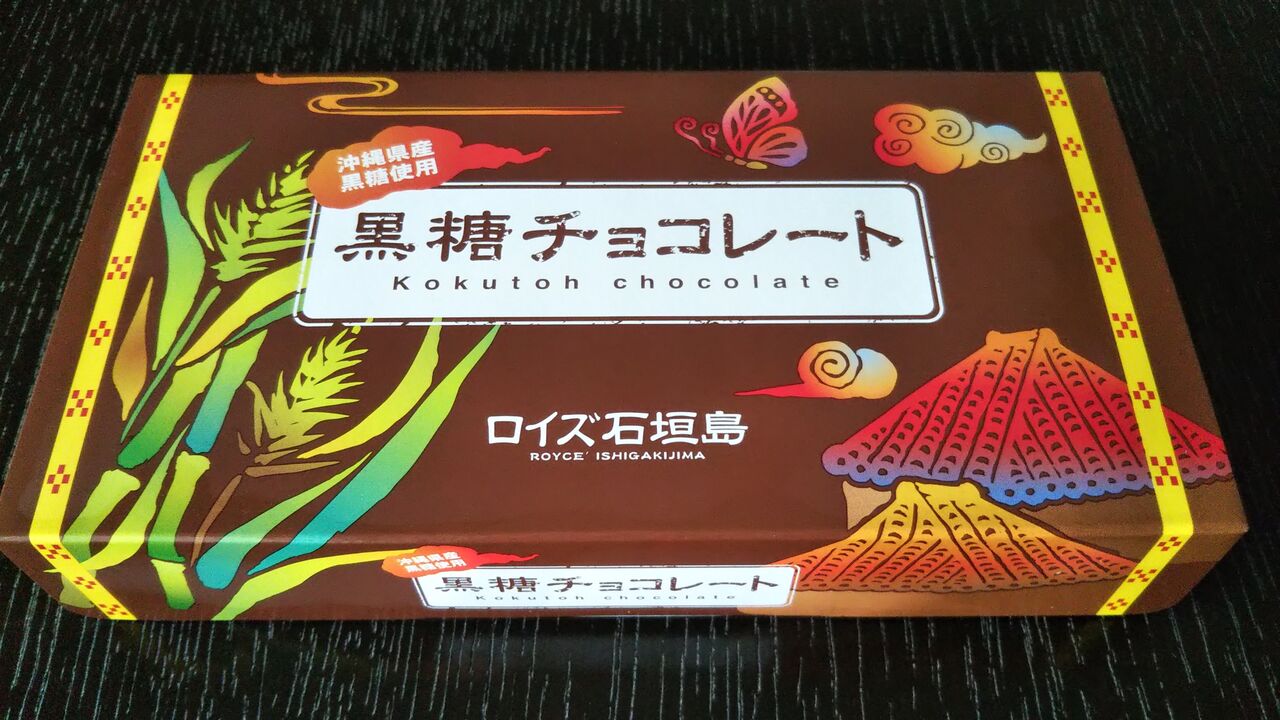 沖縄県産
黒糖使用
黒糖チョコレート
Kokutoh chocolate
ロイズ石垣島
ROYCE' ISHIGAKIJIMA
沖縄県産
黒糖使用
黒糖チョコレート
Kokutoh chocolate